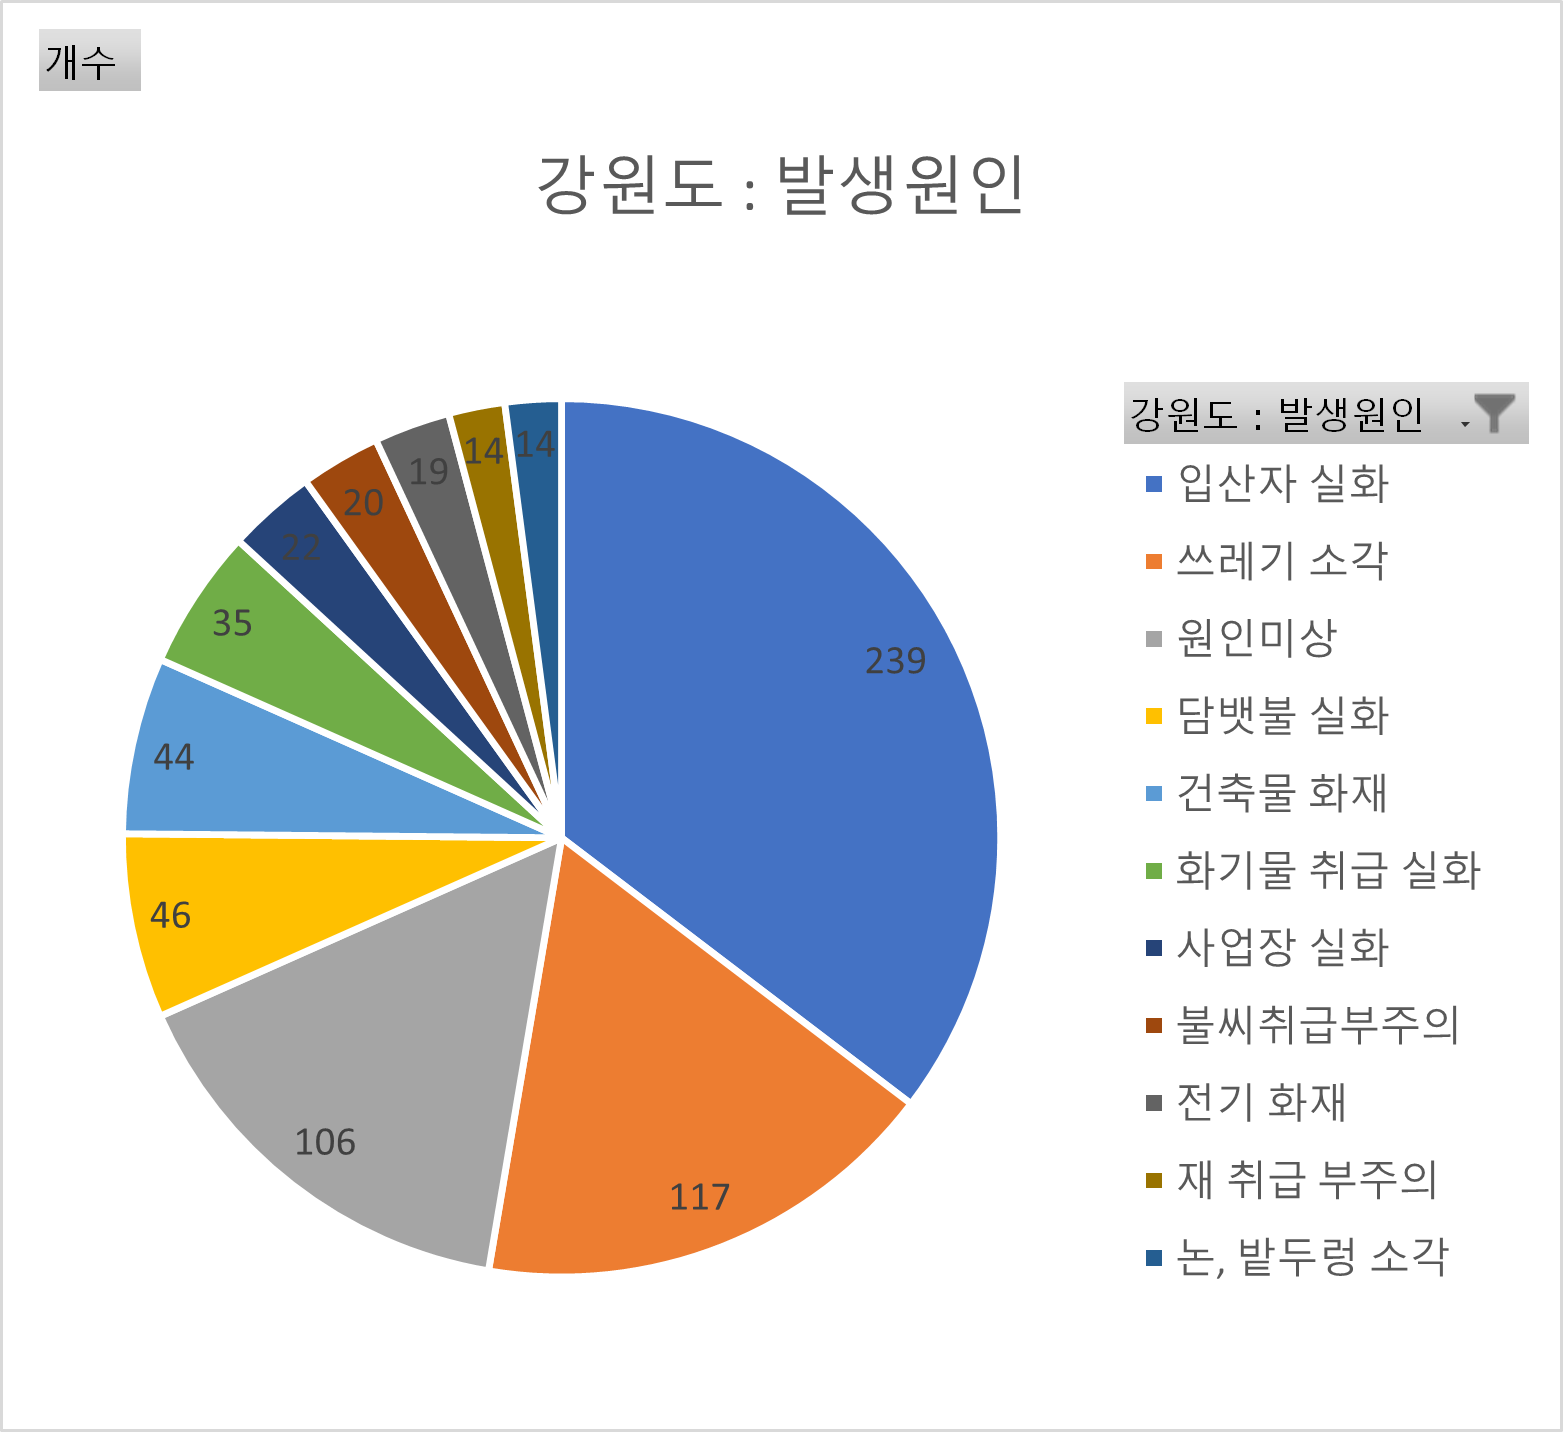 개수
강원도 : 발생원인
239
117
106
46
44
35
22
20
19
14
14
강원도 : 발생원인
입산자 실화
쓰레기 소각
원인미상
담뱃불 실화
건축물 화재
화기물 취급 실화
사업장 실화
불씨취급부주의
전기 화재
재 취급 부주의
논, 밭두렁 소각